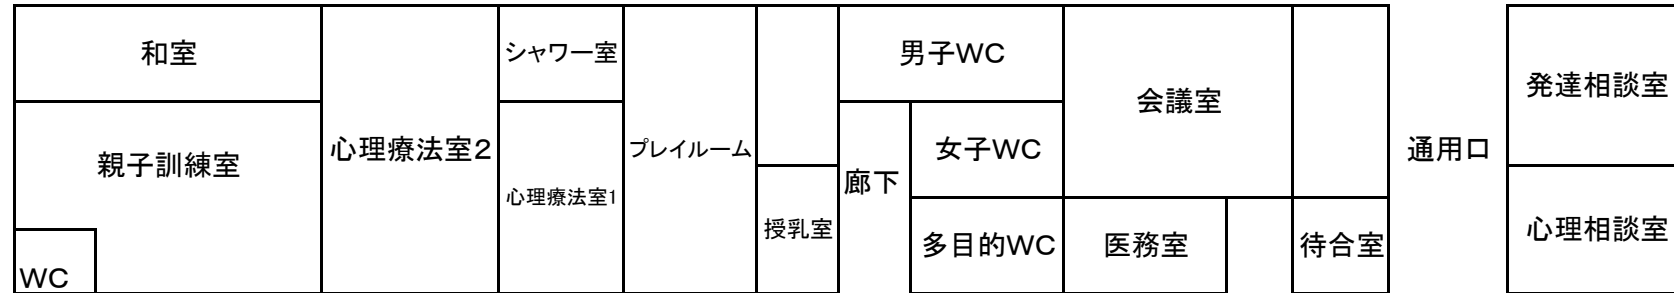 和室
シャワー室
男子WC
会議室
発達相談室
親子訓練室
心理療法室2
心理療法室1
プレイルーム
廊下
女子WC
通用口
授乳室
多目的WC
医務室
待合室
心理相談室
WC